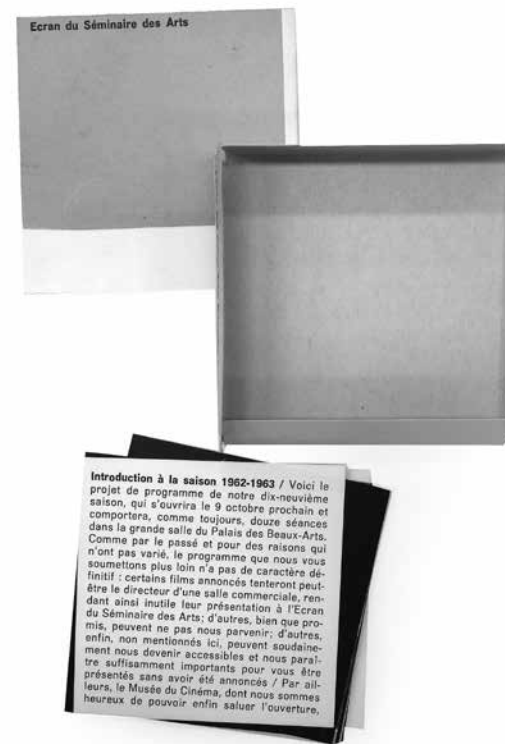 Ecran du Séminaire des Arts
Introduction à la saison 1962-1963 / Voici le
projet de programme de notre dix-neuvième
saison, qui s'ouvrira le 9 octobre prochain et
comportera, comme toujours, douze séances
dans la grande salle du Palais des Beaux-Arts.
Comme par le passé et pour des raisons qui
n'ont pas varié, le programme que nous vous
soumettons plus loin n'a pas de caractère dé-
finitif : certains films annoncés tenteront peut-
être le directeur d'une salle commerciale, ren-
dant ainsi inutile leur présentation à l'Ecran
du Séminaire des Arts; d'autres, bien que pro-
mis, peuvent ne pas nous parvenir; d'autres,
enfin, non mentionnés ici, peuvent soudaine-
ment nous devenir accessibles et nous paraî-
tre suffisamment importants pour vous être
présentés sans avoir été annoncés / Par ail-
leurs, le Musée du Cinéma, dont nous sommes
heureux de pouvoir enfin saluer l'ouverture,